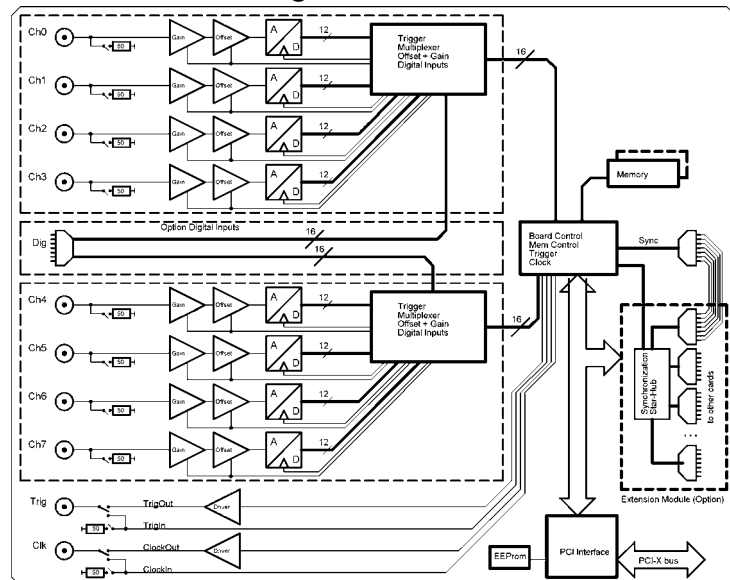 Ch0
50
Gain
Offset
A
D
12
Trigger
Multiplexer
Offset + Gain
Digital Inputs
16
Ch1
50
Gain
Offset
A
D
12
Ch2
50
Gain
Offset
A
D
12
Ch3
50
Gain
Offset
A
D
12
Memory
Option Digital Inputs
Dig
16
16
Board Control
Mem Control
Trigger
Clock
Sync
Ch4
50
Gain
Offset
A
D
12
Trigger
Multiplexer
Offset + Gain
Digital Inputs
16
Ch5
50
Gain
Offset
A
D
12
Ch6
50
Gain
Offset
A
D
12
Ch7
50
Gain
Offset
A
D
12
Synchronization
Star-Hub
to other cards
...
Extension Module (Option)
Trig
TrigOut
Driver
50
TrigIn
Clk
ClockOut
Driver
50
ClockIn
EEProm
PCI Interface
PCI-X bus